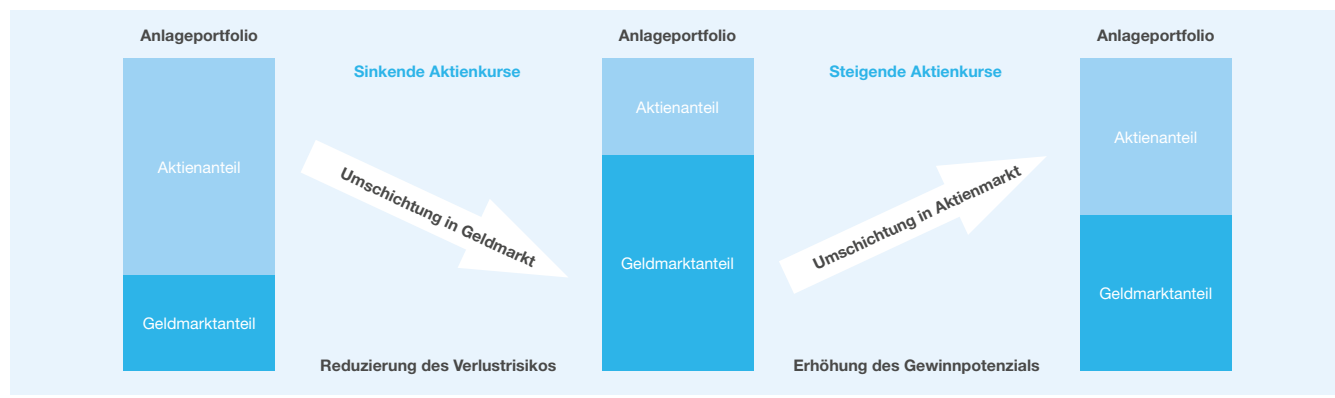 Anlageportfolio
Aktienanteil
Geldmarktanteil
Sinkende Aktienkurse
Umschichtung in Geldmarkt
Reduzierung des Verlustrisikos
Anlageportfolio
Aktienanteil
Geldmarktanteil
Steigende Aktienkurse
Umschichtung in Aktienmarkt
Erhöhung des Gewinnpotenzials
Anlageportfolio
Aktienanteil
Geldmarktanteil